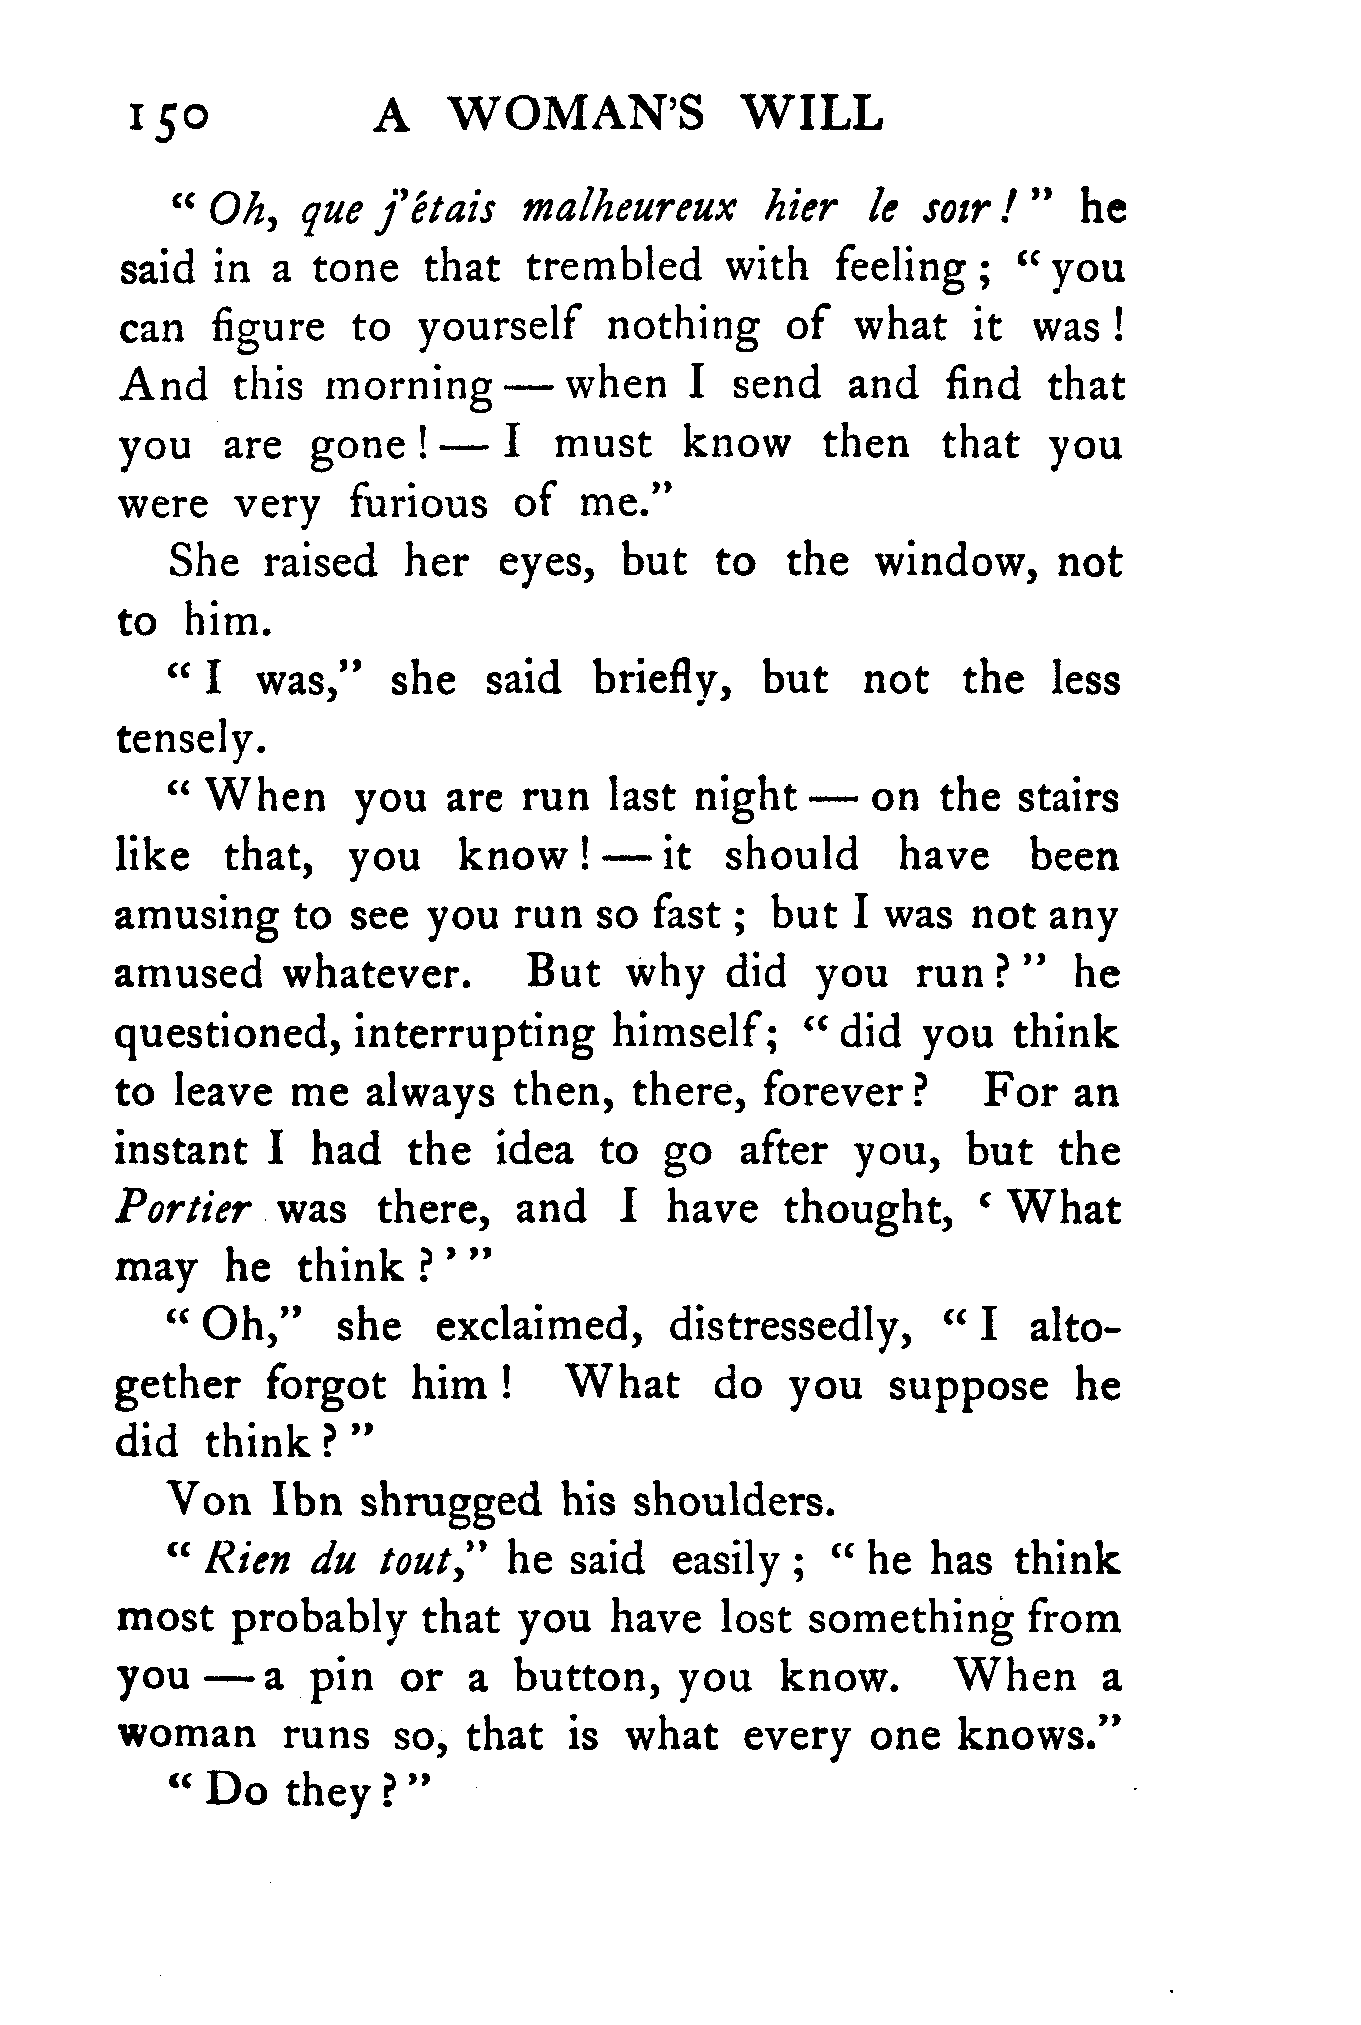 150 A WOMAN'S WILL
“ Oh, que j'étais malheureux hier le soir ! ” he
said in a tone that trembled with feeling ; “ you
can figure to yourself nothing of what it was !
And this morning — when I send and find that
you are gone ! — I must know then that you
were very furious of me.”
She raised her eyes, but to the window, not
to him.
“ I was,” she said briefly, but not the less
tensely.
“ When you are run last night — on the stairs
like that, you know ! — it should have been
amusing to see you run so fast ; but I was not any
amused whatever. But why did you run ? ” he
questioned, interrupting himself; “ did you think
to leave me always then, there, forever ? For an
instant I had the idea to go after you, but the
Portier was there, and I have thought, ‘ What
may he think ? ’ ”
“ Oh,” she exclaimed, distressedly, “ I alto-
gether forgot him ! What do you suppose he
did think ? ”
Von Ibn shrugged his shoulders.
“ Rien du tout,” he said easily ; “ he has think
most probably that you have lost something from
you — a pin or a button, you know. When a
woman runs so, that is what every one knows.”
“ Do they ? ”